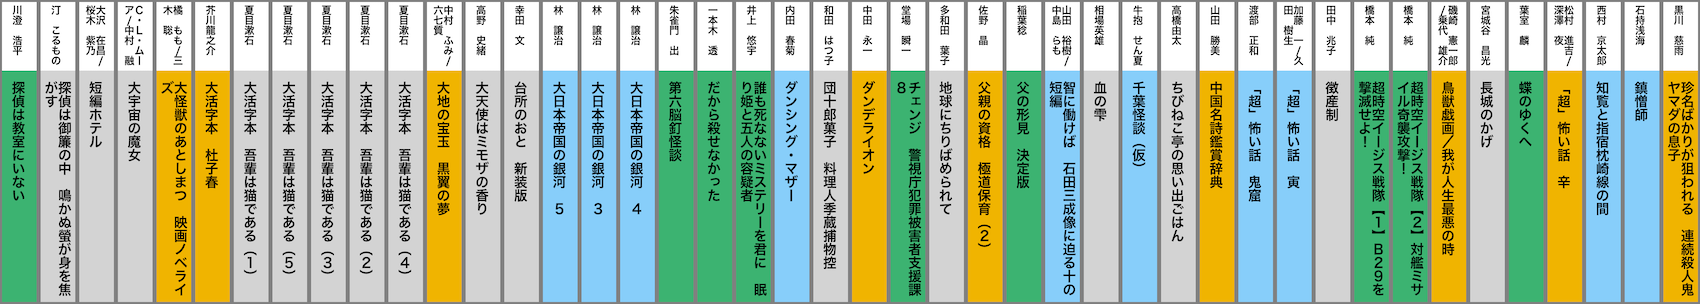 川澄 浩平
探偵は教室にいない
汀 こるもの
探偵は御簾の中 鳴かぬ螢が身を焦
がす
大沢 在昌/
桜木 紫乃
短編ホテル
C・L・ムー
ア/中村 融
大宇宙の魔女
橘 もも/三
木 聡
大怪獣のあとしまつ 映画ノベライ
ズ
芥川龍之介
大活字本 杜子春
夏目漱石
大活字本 吾輩は猫である（１）
夏目漱石
大活字本 吾輩は猫である（５）
夏目漱石
大活字本 吾輩は猫である（３）
夏目漱石
大活字本 吾輩は猫である（２）
夏目漱石
大活字本 吾輩は猫である（４）
中村 ふみ/
六七質
大地の宝玉 黒翼の夢
高野 史緒
大天使はミモザの香り
幸田 文
台所のおと 新装版
林 譲治
大日本帝国の銀河 ５
林 譲治
大日本帝国の銀河 ３
林 譲治
大日本帝国の銀河 ４
朱雀門 出
第六脳釘怪談
一本木 透
だから殺せなかった
井上 悠宇
誰も死なないミステリーを君に 眠
り姫と五人の容疑者
内田 春菊
ダンシング・マザー
和田 はつ子
団十郎菓子 料理人季蔵捕物控
中田 永一
ダンデライオン
堂場 瞬一
チェンジ 警視庁犯罪被害者支援課
８
多和田 葉子
地球にちりばめられて
佐野 晶
父親の資格 極道保育（２）
稲葉稔
父の形見 決定版
山田 裕樹/
中島 らも/
智に働けば 石田三成像に迫る十の
短編
相場英雄
血の雫
牛抱 せん夏
千葉怪談（仮）
高橋由太
ちびねこ亭の思い出ごはん
山田 勝美
中国名詩鑑賞辞典
渡部 正和
「超」怖い話 鬼窟
加藤 一/久
田 樹生
「超」怖い話 寅
田中 兆子
徴産制
橋本 純
超時空イージス戦隊【１】Ｂ２９を
撃滅せよ！
橋本 純
超時空イージス戦隊【２】対艦ミサ
イル奇襲攻撃！
磯﨑 憲一郎
/乗代 雄介
鳥獣戯画/我が人生最悪の時
宮城谷 昌光
長城のかげ
葉室 麟
蝶のゆくへ
松村 進吉/
深澤 夜
「超」怖い話 辛
西村 京太郎
知覧と指宿枕崎線の間
石持浅海
鎮憎師
黒川 慈雨
珍名ばかりが狙われる 連続殺人鬼
ヤマダの息子